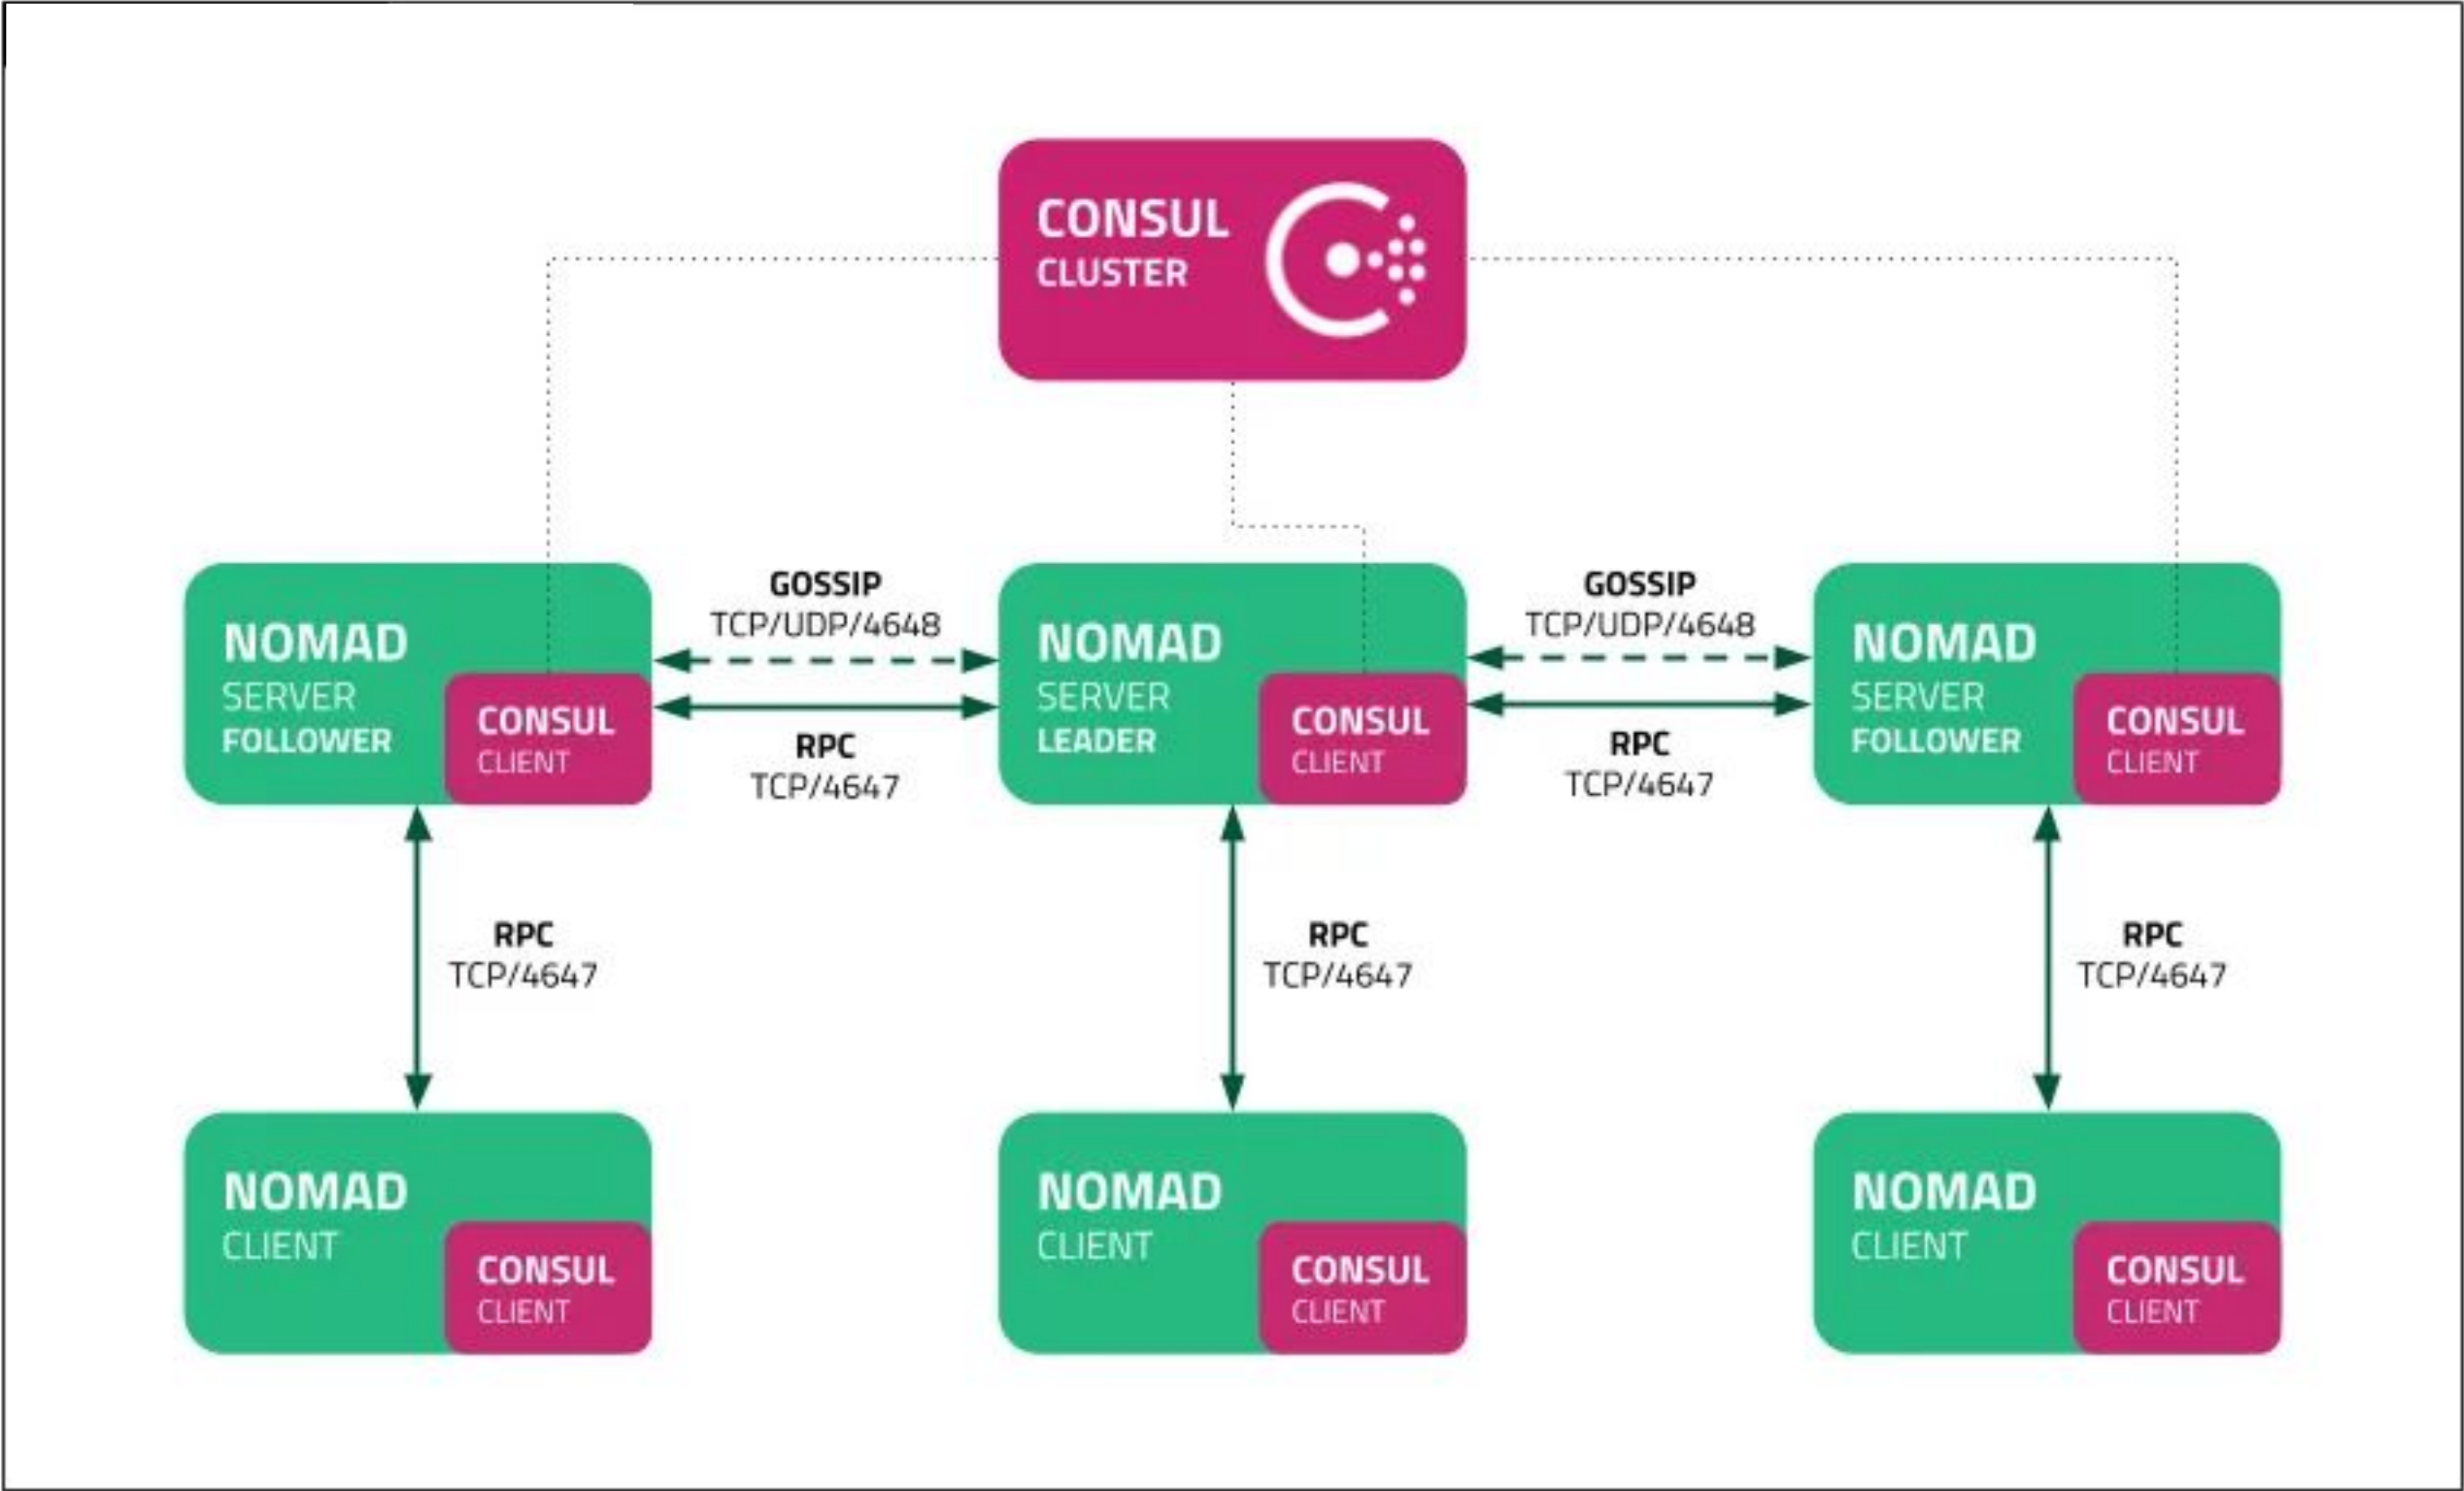 CONSUL
CLUSTER
NOMAD
SERVER
FOLLOWER
CONSUL
CLIENT
GOSSIP
TCP/UDP/4648
RPC
TCP/4647
NOMAD
SERVER
LEADER
CONSUL
CLIENT
GOSSIP
TCP/UDP/4648
RPC
TCP/4647
NOMAD
SERVER
FOLLOWER
CONSUL
CLIENT
RPC
TCP/4647
RPC
TCP/4647
RPC
TCP/4647
NOMAD
CLIENT
CONSUL
CLIENT
NOMAD
CLIENT
CONSUL
CLIENT
NOMAD
CLIENT
CONSUL
CLIENT